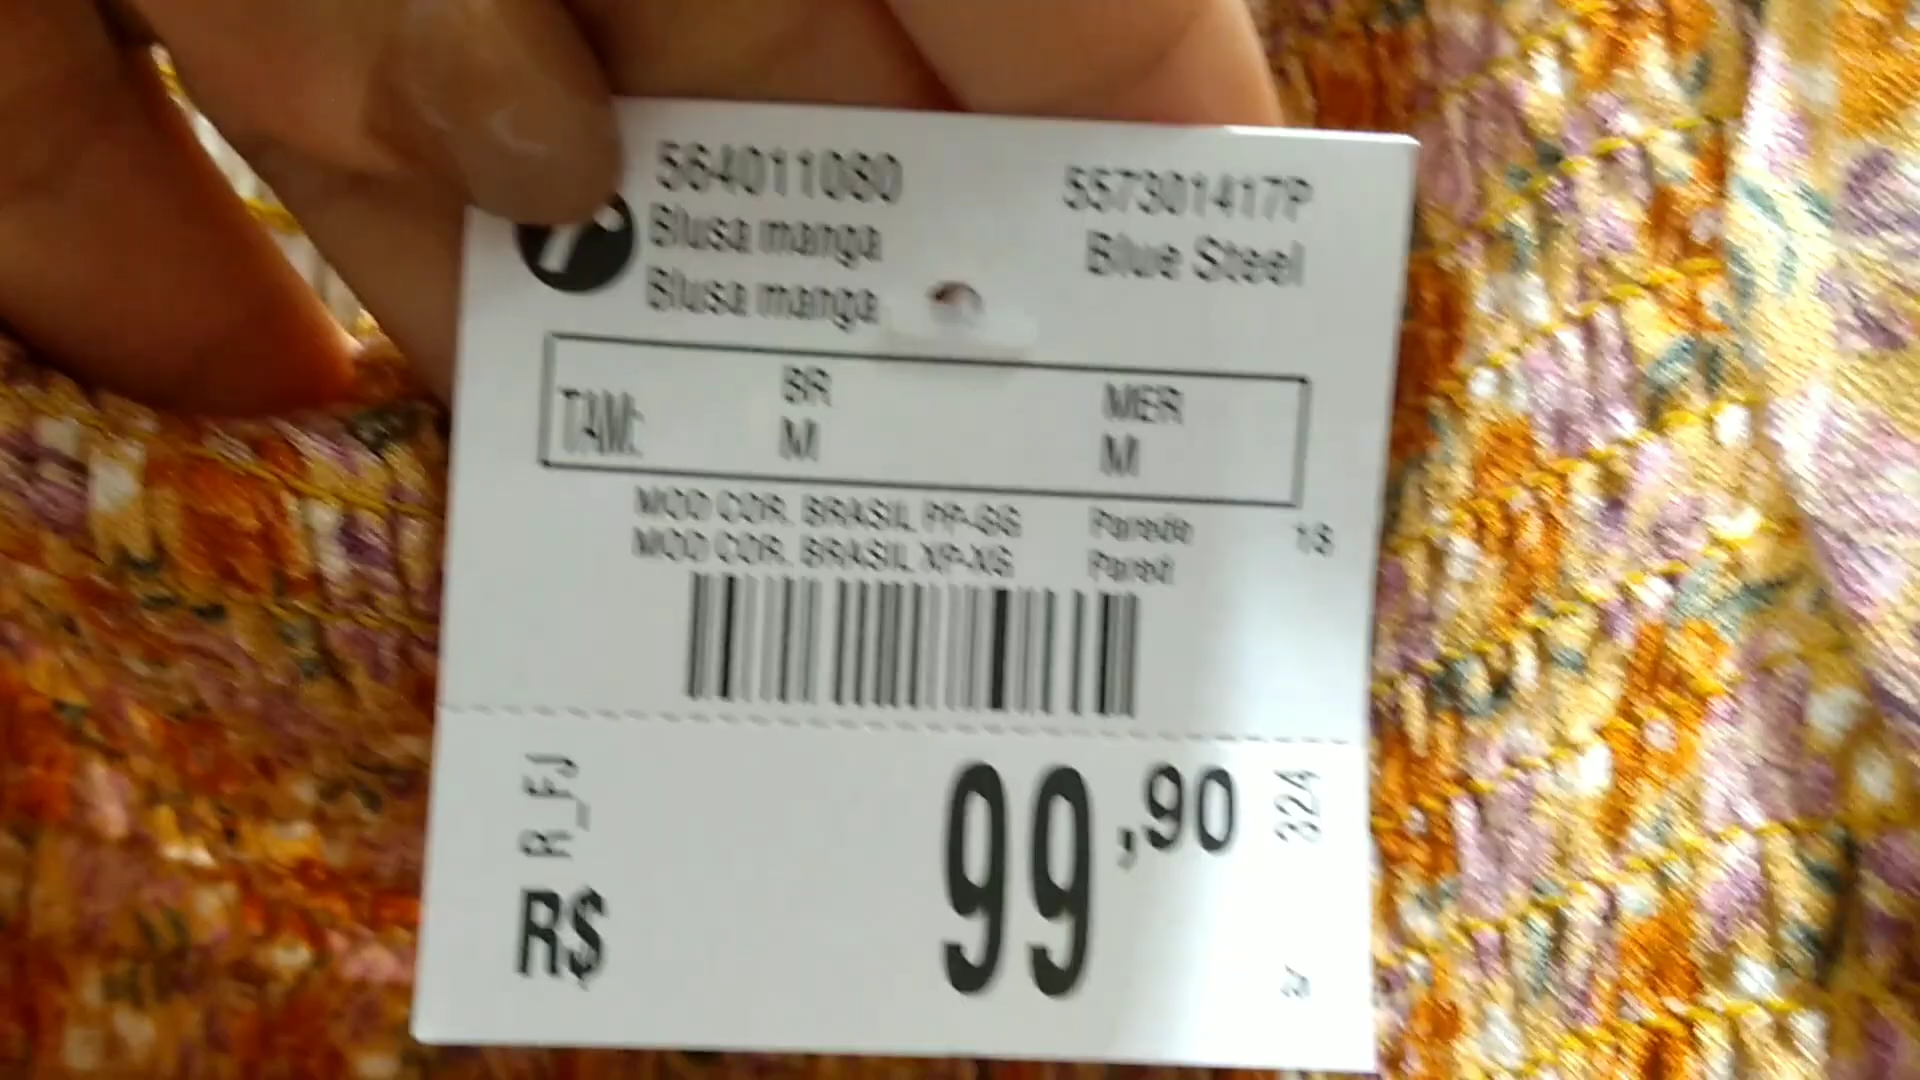 564011080 557301417P
Blusa manga Blue Steel
Blusa manga
BR MER
TAM: M M
MOD COR. BRASIL PP-GG Parede 18
MOD COR. BRASIL XP-XG Pared
R_FJ
R$ 99,90
324